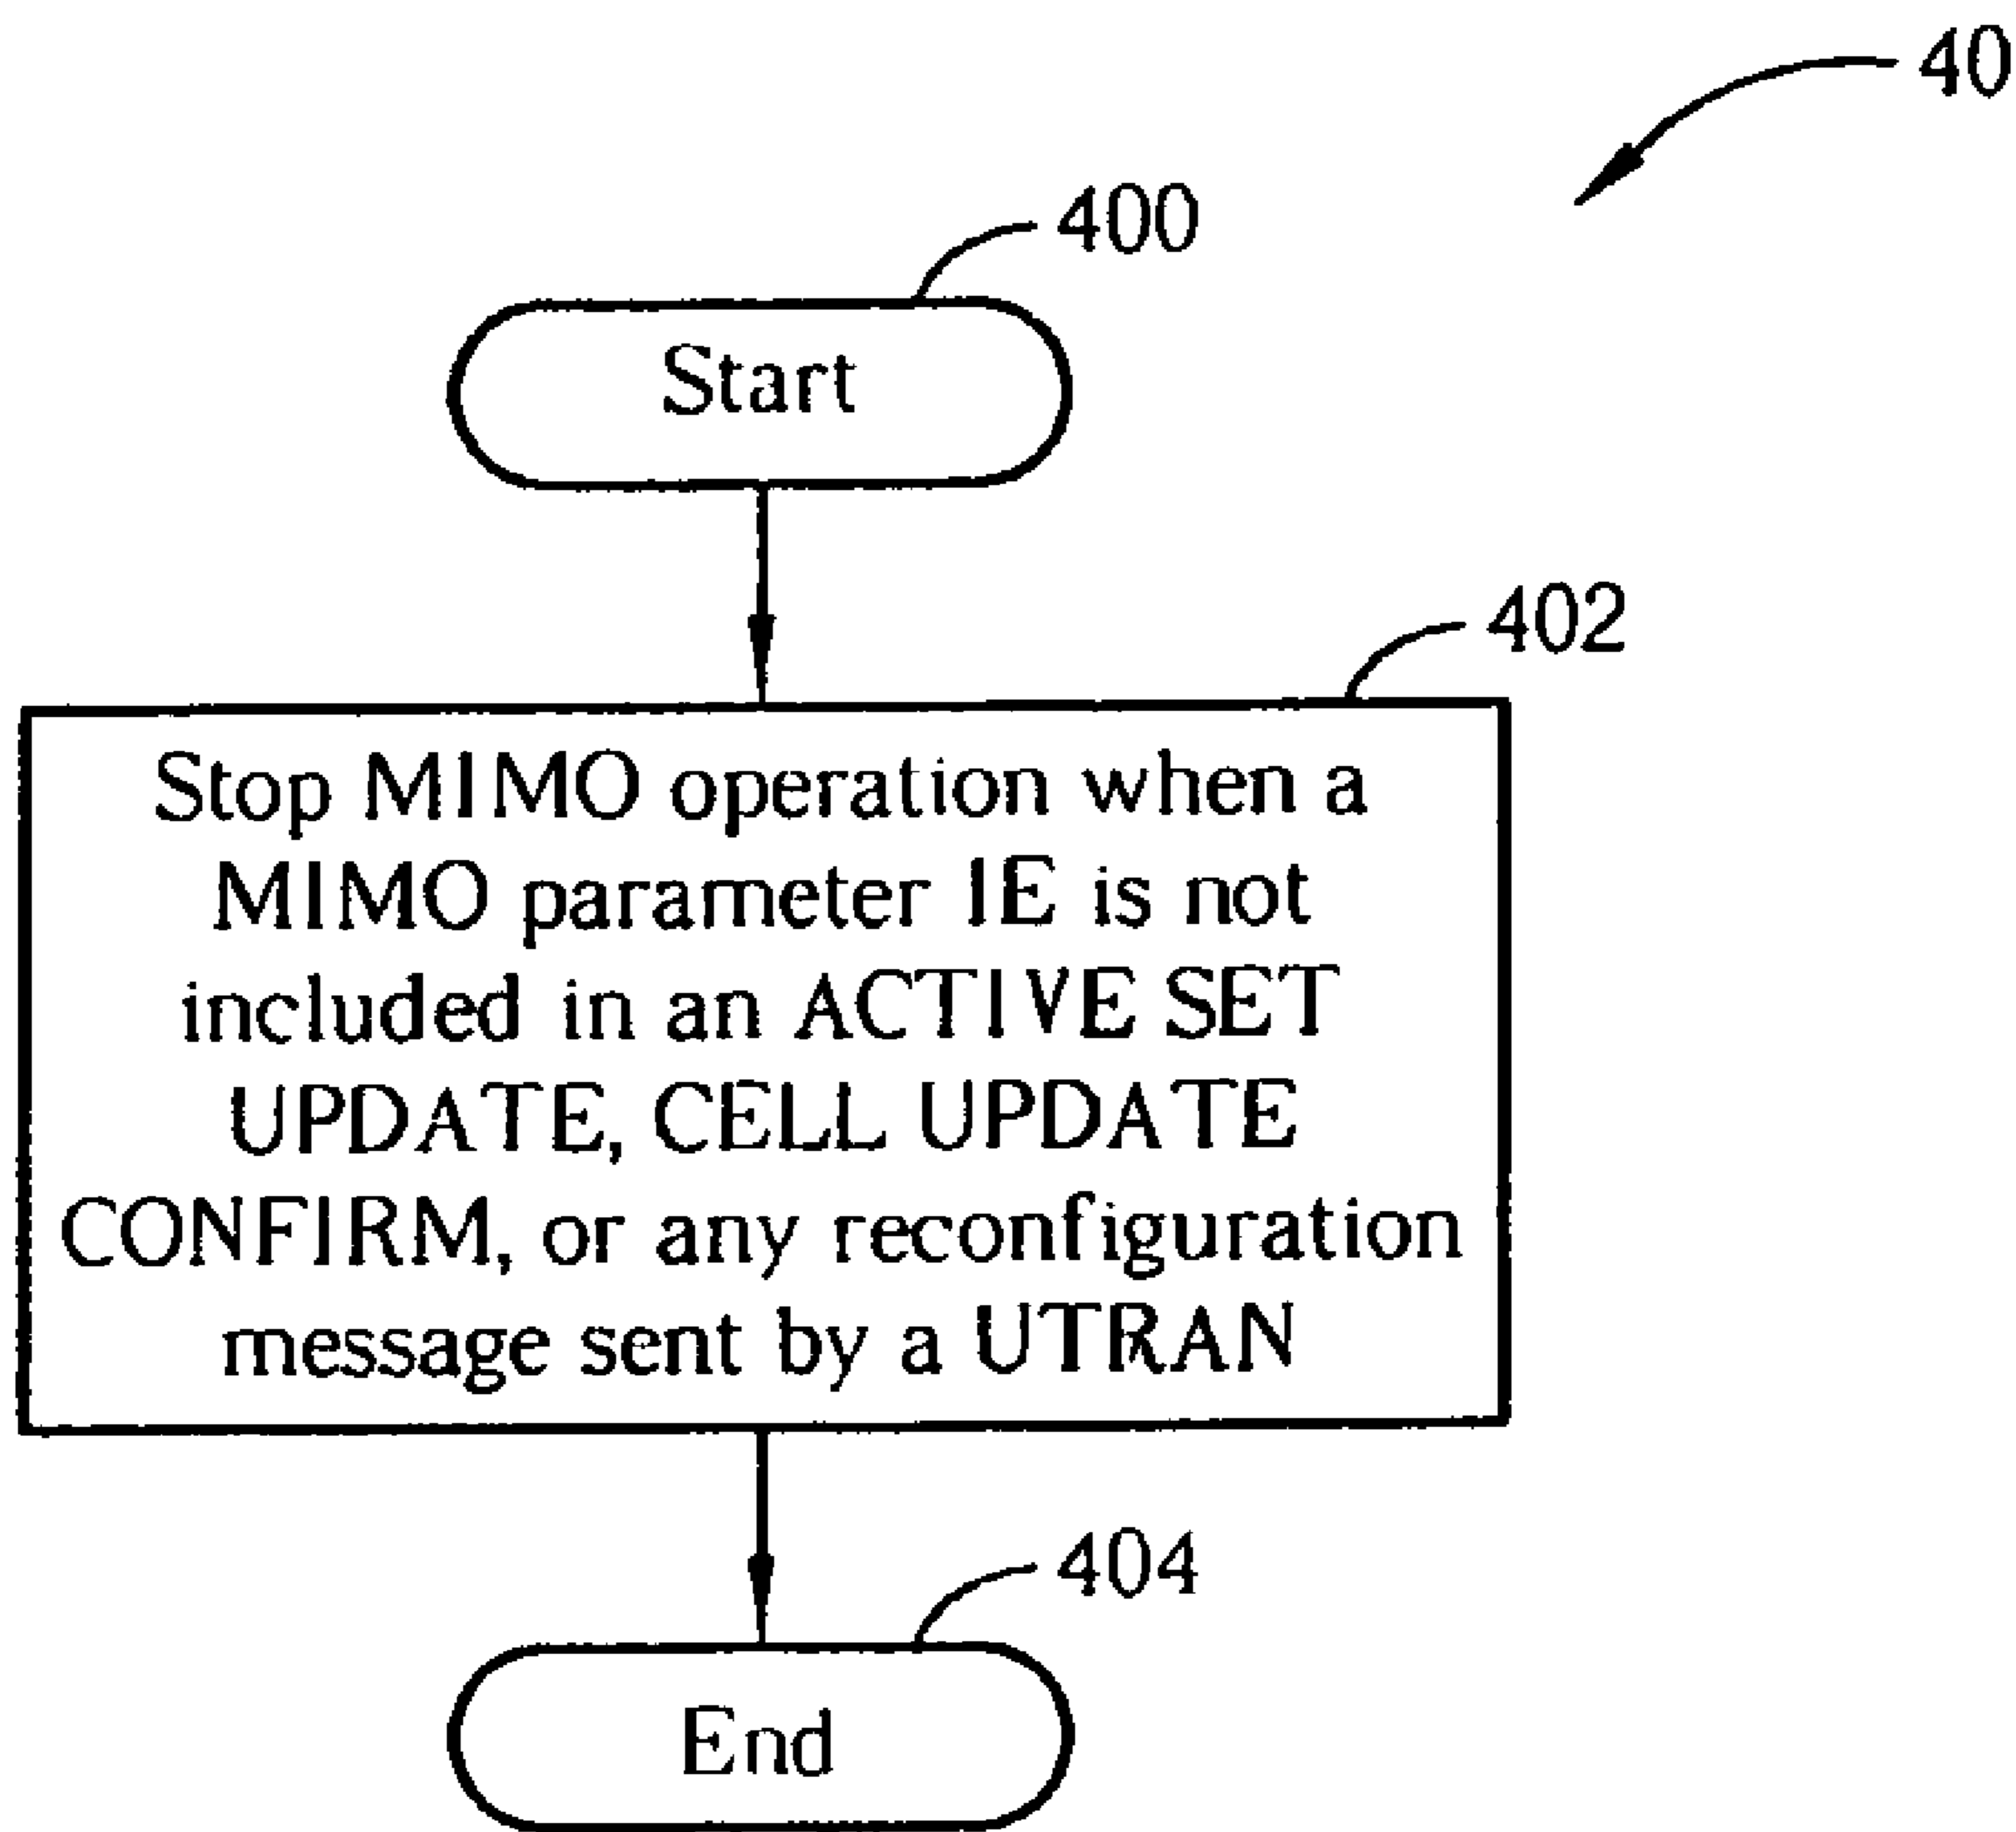 40
400
Start
402
Stop MIMO operation when a
MIMO parameter IE is not
included in an ACTIVE SET
UPDATE, CELL UPDATE
CONFIRM, or any reconfiguration
message sent by a UTRAN
404
End